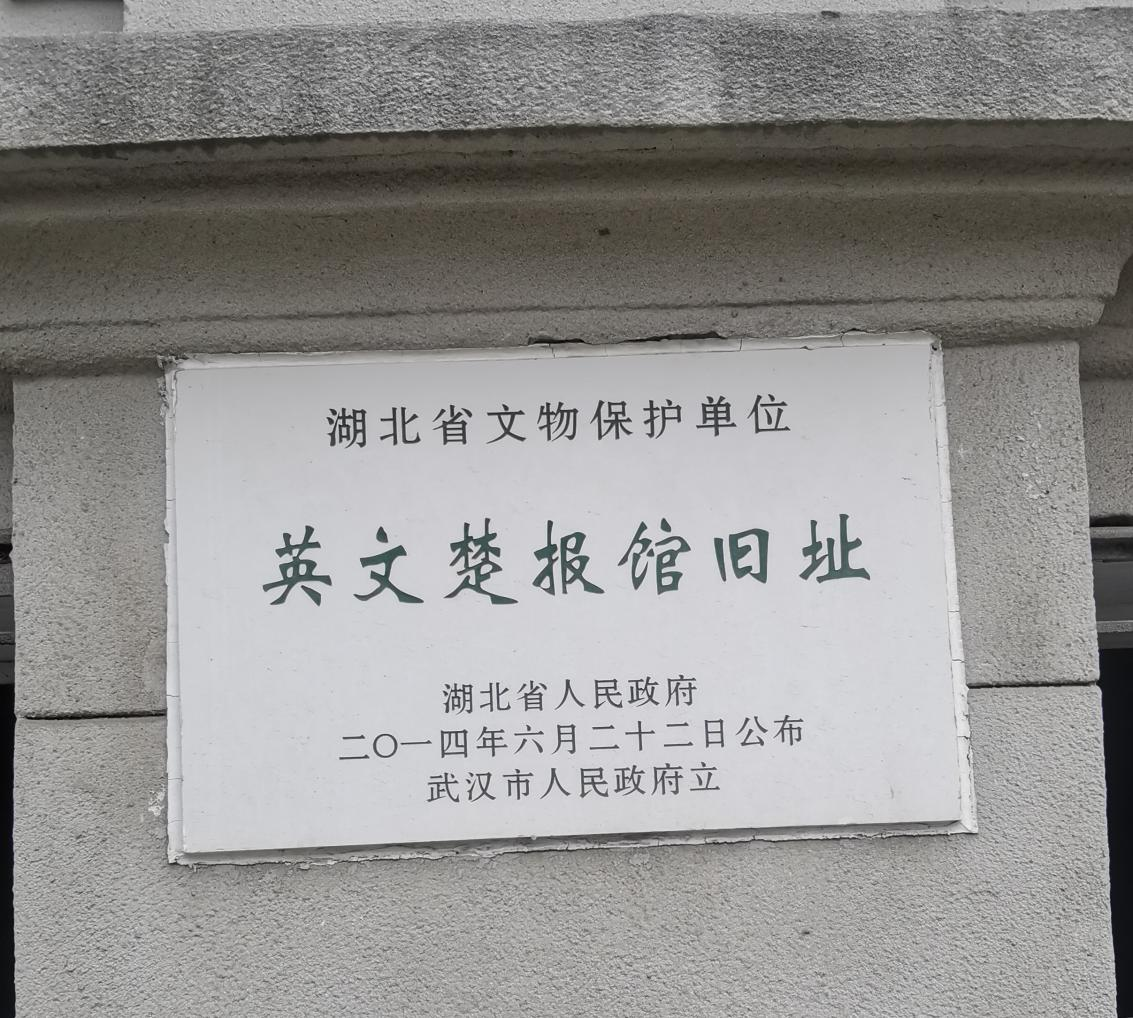 湖北省文物保护单位
英文楚报馆旧址
湖北省人民政府
二〇一四年六月二十二日公布
武汉市人民政府立